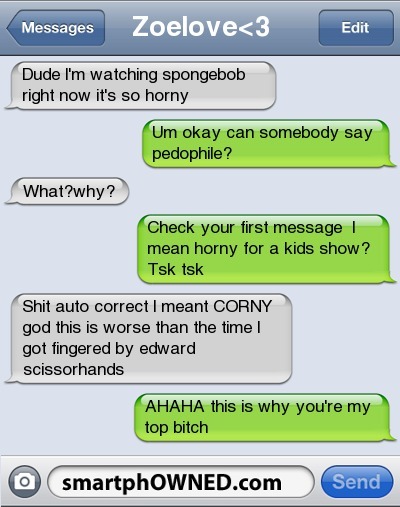 Messages
Zoelove<3
Edit
Dude I'm watching spongebob
right now it's so horny
Um okay can somebody say
pedophile?
What?why?
Check your first message I
mean horny for a kids show?
Tsk tsk
Shit auto correct I meant CORNY
god this is worse than the time I
got fingered by edward
scissorhands
AHAHA this is why you're my
top bitch
smartphOWNED.com
Send